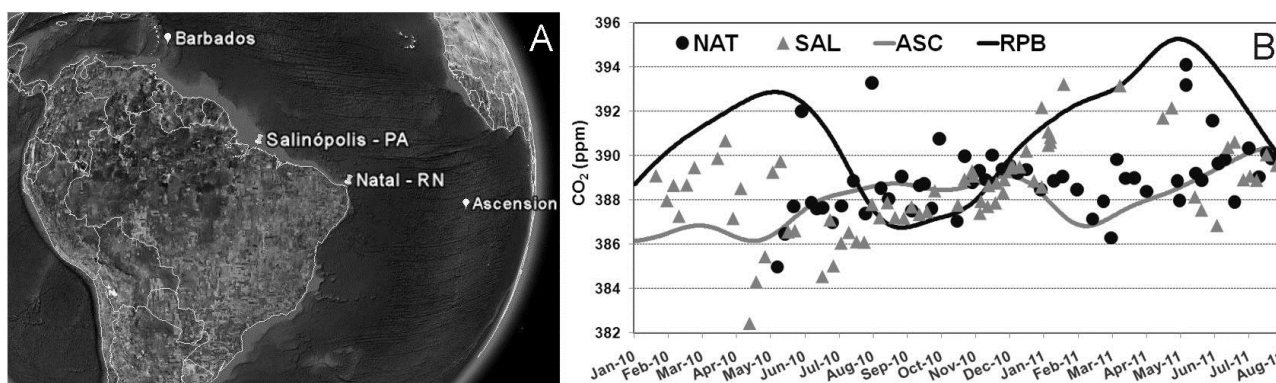 A
Barbados
Salinópolis - PA
Natal - RN
Ascension
B
NAT SAL ASC RPB
CO2 (ppm)
396
394
392
390
388
386
384
382
Jan-10 Feb-10 Mar-10 Apr-10 May-10 Jun-10 Jul-10 Aug-10 Sep-10 Oct-10 Nov-10 Dec-10 Jan-11 Feb-11 Mar-11 Apr-11 May-11 Jun-11 Jul-11